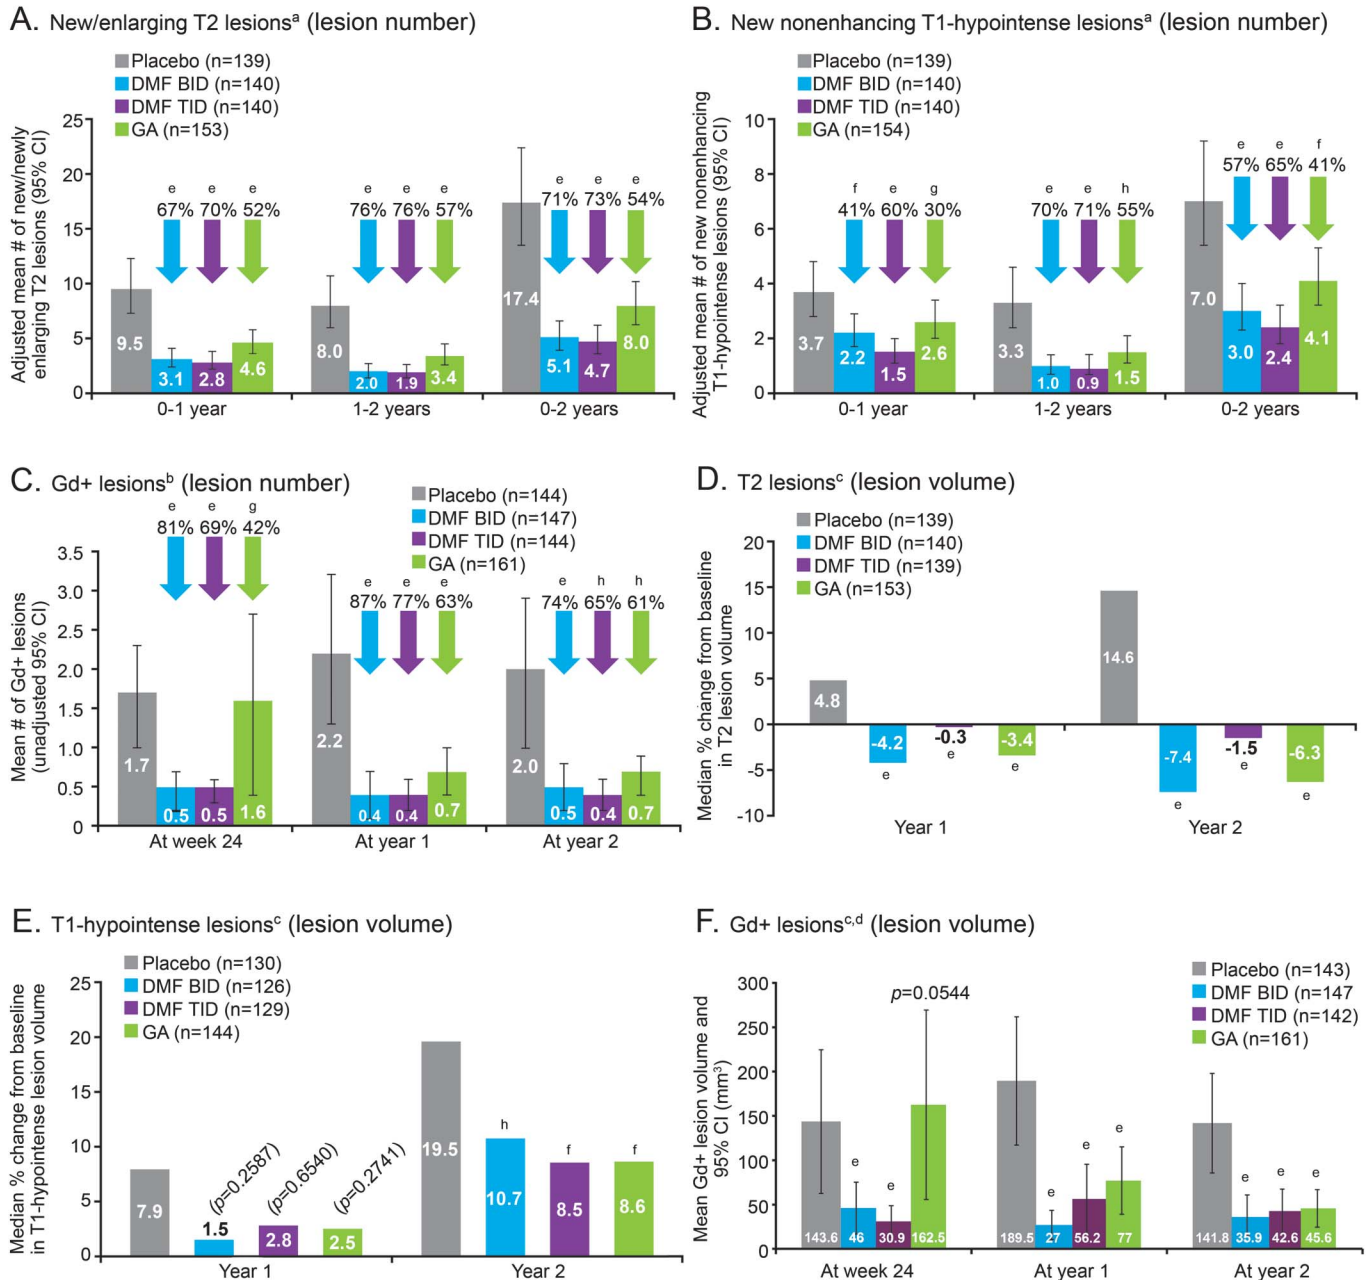 A. New/enlarging T2 lesionsᵃ (lesion number)
Placebo (n=139)
DMF BID (n=140)
DMF TID (n=140)
GA (n=153)
Adjusted mean # of new/newly
enlarging T2 lesions (95% CI)
25
20
15
10
5
0
e e e
67% 70% 52%
9.5 3.1 2.8 4.6
0-1 year
e e e
76% 76% 57%
8.0 2.0 1.9 3.4
1-2 years
e e e
71% 73% 54%
17.4 5.1 4.7 8.0
0-2 years
B. New nonenhancing T1-hypointense lesionsᵃ (lesion number)
Placebo (n=139)
DMF BID (n=140)
DMF TID (n=140)
GA (n=154)
Adjusted mean # of new nonenhancing
T1-hypointense lesions (95% CI)
10
8
6
4
2
0
f e g
41% 60% 30%
3.7 2.2 1.5 2.6
0-1 year
e e h
70% 71% 55%
3.3 1.0 0.9 1.5
1-2 years
e e f
57% 65% 41%
7.0 3.0 2.4 4.1
0-2 years
C. Gd+ lesionsᵇ (lesion number)
Placebo (n=144)
DMF BID (n=147)
DMF TID (n=144)
GA (n=161)
Mean # of Gd+ lesions
(unadjusted 95% CI)
3.5
3.0
2.5
2.0
1.5
1.0
0.5
0
e e g
81% 69% 42%
1.7 0.5 0.5 1.6
At week 24
e e e
87% 77% 63%
2.2 0.4 0.4 0.7
At year 1
e h h
74% 65% 61%
2.0 0.5 0.4 0.7
At year 2
D. T2 lesionsᶜ (lesion volume)
Placebo (n=139)
DMF BID (n=140)
DMF TID (n=139)
GA (n=153)
Median % change from baseline
in T2 lesion volume
20
15
10
5
0
-5
-10
4.8 -4.2 -0.3 -3.4
e e e
Year 1
14.6 -7.4 -1.5 -6.3
e e e
Year 2
E. T1-hypointense lesionsᶜ (lesion volume)
Placebo (n=130)
DMF BID (n=126)
DMF TID (n=129)
GA (n=144)
Median % change from baseline
in T1-hypointense lesion volume
25
20
15
10
5
0
(p=0.2587) (p=0.6540) (p=0.2741)
7.9 1.5 2.8 2.5
Year 1
h f f
19.5 10.7 8.5 8.6
Year 2
F. Gd+ lesionsᶜ,ᵈ (lesion volume)
Placebo (n=143)
DMF BID (n=147
DMF TID (n=142)
GA (n=161)
Mean Gd+ lesion volume and
95% CI (mm³)
300
250
200
150
100
50
0
p=0.0544
e e
143.6 46 30.9 162.5
At week 24
e e e
189.5 27 56.2 77
At year 1
e e e
141.8 35.9 42.6 45.6
At year 2